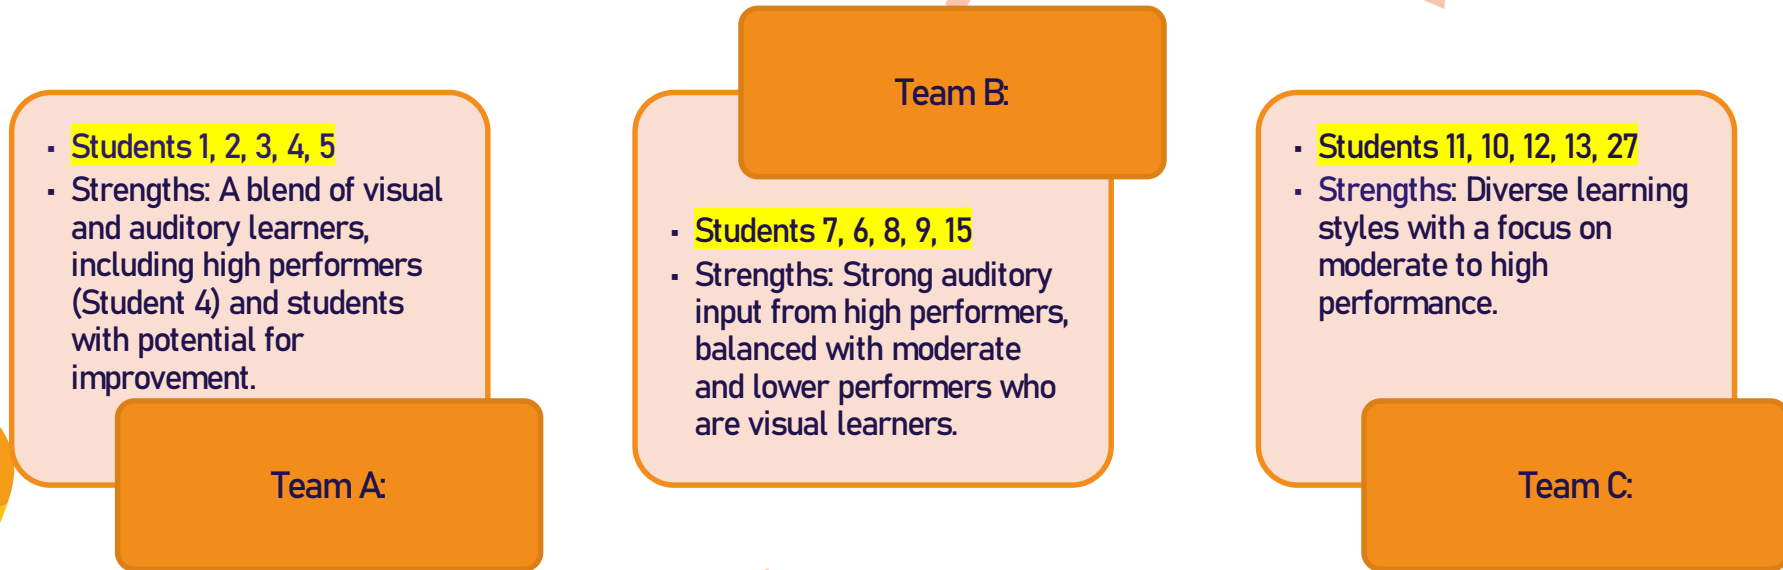 ▪ Students 1, 2, 3, 4, 5
▪ Strengths: A blend of visual
and auditory learners,
including high performers
(Student 4) and students
with potential for
improvement.
Team A:
Team B:
▪ Students 7, 6, 8, 9, 15
▪ Strengths: Strong auditory
input from high performers,
balanced with moderate
and lower performers who
are visual learners.
▪ Students 11, 10, 12, 13, 27
▪ Strengths: Diverse learning
styles with a focus on
moderate to high
performance.
Team C: